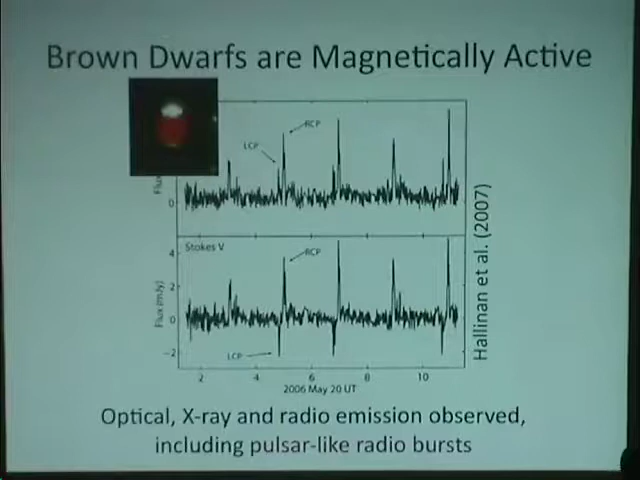 Brown Dwarfs are Magnetically Active
RCP
LCP
Flux
0
Stokes V
RCP
4
2
Flux (mJy)
0
−2
LCP
2 4 6 8 10
2006 May 20 UT
Hallinan et al. (2007)
Optical, X-ray and radio emission observed,
including pulsar-like radio bursts